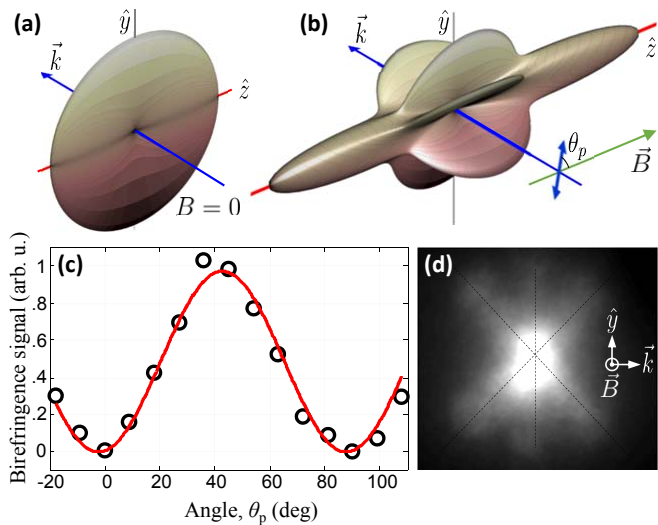 (a)
ŷ
k⃗
ẑ
B = 0
(b)
ŷ
k⃗
ẑ
θp
B⃗
(c)
Birefringence signal (arb. u.)
1
.8
.6
.4
.2
0
-20 0 20 40 60 80 100
Angle, θp (deg)
(d)
ŷ
k⃗
B⃗